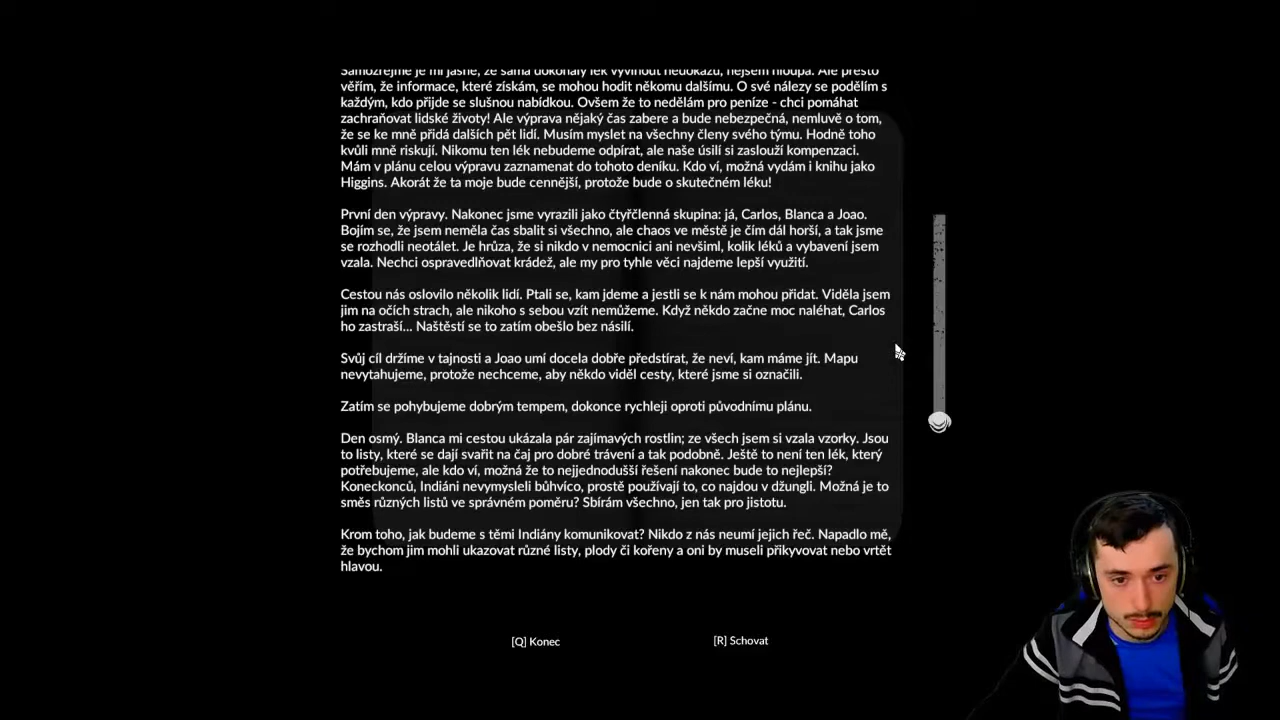 Samozřejmě je mi jasné, že sama dokonalý lék vyvinout nedokážu, nejsem hloupá. Ale přesto
věřím, že informace, které získám, se mohou hodit někomu dalšímu. O své nálezy se podělím s
každým, kdo přijde se slušnou nabídkou. Ovšem že to nedělám pro peníze - chci pomáhat
zachraňovat lidské životy! Ale výprava nějaký čas zabere a bude nebezpečná, nemluvě o tom,
že se ke mně přidá dalších pět lidí. Musím myslet na všechny členy svého týmu. Hodně toho
kvůli mně riskují. Nikomu ten lék nebudeme odpírat, ale naše úsilí si zaslouží kompenzaci.
Mám v plánu celou výpravu zaznamenat do tohoto deníku. Kdo ví, možná vydám i knihu jako
Higgins. Akorát že ta moje bude cennější, protože bude o skutečném léku!
První den výpravy. Nakonec jsme vyrazili jako čtyřčlenná skupina: já, Carlos, Blanca a Joao.
Bojím se, že jsem neměla čas sbalit si všechno, ale chaos ve městě je čím dál horší, a tak jsme
se rozhodli neotálet. Je hrůza, že si nikdo v nemocnici ani nevšiml, kolik léků a vybavení jsem
vzala. Nechci ospravedlňovat krádež, ale my pro tyhle věci najdeme lepší využití.
Cestou nás oslovilo několik lidí. Ptali se, kam jdeme a jestli se k nám mohou přidat. Viděla jsem
jim na očích strach, ale nikoho s sebou vzít nemůžeme. Když někdo začne moc naléhat, Carlos
ho zastraší... Naštěstí se to zatím obešlo bez násilí.
Svůj cíl držíme v tajnosti a Joao umí docela dobře předstírat, že neví, kam máme jít. Mapu
nevytahujeme, protože nechceme, aby někdo viděl cesty, které jsme si označili.
Zatím se pohybujeme dobrým tempem, dokonce rychleji oproti původnímu plánu.
Den osmý. Blanca mi cestou ukázala pár zajímavých rostlin; ze všech jsem si vzala vzorky. Jsou
to listy, které se dají svařit na čaj pro dobré trávení a tak podobně. Ještě to není ten lék, který
potřebujeme, ale kdo ví, možná že to nejjednodušší řešení nakonec bude to nejlepší?
Koneckonců, Indiáni nevymysleli bůhvíco, prostě používají to, co najdou v džungli. Možná je to
směs různých listů ve správném poměru? Sbírám všechno, jen tak pro jistotu.
Krom toho, jak budeme s těmi Indiány komunikovat? Nikdo z nás neumí jejich řeč. Napadlo mě,
že bychom jim mohli ukazovat různé listy, plody či kořeny a oni by museli přikyvovat nebo vrtět
hlavou.
[Q] Konec
[R] Schovat